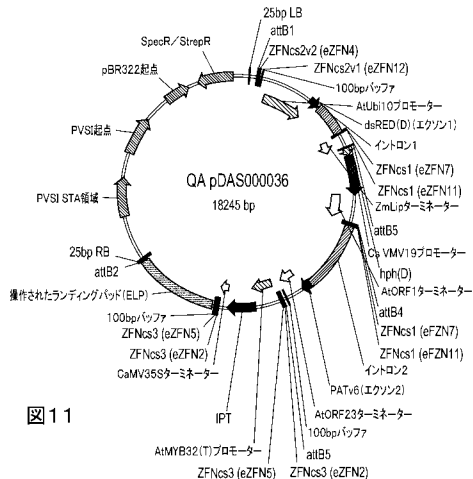 25bp LB
attB1
ZFNcs2v2 (eZFN4)
ZFNcs2v1 (eZFN12)
100bpバッファ
AtUbi10プロモーター
dsRED(D)(エクソン1)
イントロン1
ZFNcs1 (eZFN7)
ZFNcs1 (eZFN11)
ZmLipターミネーター
attB5
Cs VMV19プロモーター
hph(D)
AtORF1ターミネーター
attB4
ZFNcs1 (eFZN7)
ZFNcs1 (eFZN11)
イントロン2
PATv6(エクソン2)
AtORF23ターミネーター
100bpバッファ
attB5
ZFNcs3 (eZFN2)
ZFNcs3 (eZFN5)
AtMYB32(T)プロモーター
IPT
CaMV35Sターミネーター
ZFNcs3 (eZFN2)
ZFNcs3 (eZFN5)
100bpバッファ
操作されたランディングパッド(ELP)
attB2
25bp RB
PVSI STA領域
PVSI起点
pBR322起点
SpecR/StrepR
QA pDAS000036
18245 bp
図11